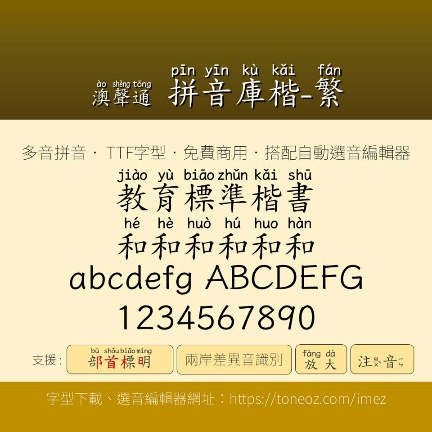 ào shēng tōng pīn yīn kù kǎi fán
澳聲通 拼音庫楷-繁
多音拼音．TTF字型．免費商用．搭配自動選音編輯器
jiào yù biāo zhǔn kǎi shū
教育標準楷書
hé hè huò hú huo hàn
和和和和和和
abcdefg ABCDEFG
1234567890
bù shǒu biāo míng fàng dà
支援: 部首標明 兩岸差異音識別 放大 注音
字型下載、選音編輯器網址：https://toneoz.com/imez